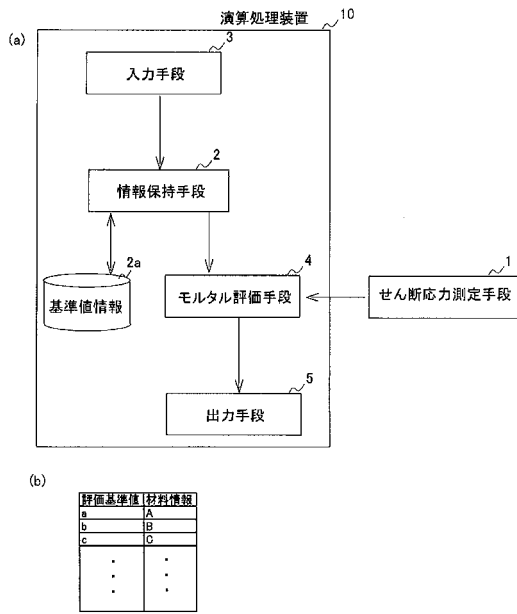 演算処理装置 10
(a)
3
入力手段
2
情報保持手段
2a
基準値情報
4
モルタル評価手段
1
せん断応力測定手段
5
出力手段
(b)
評価基準値 材料情報
a A
b B
c C